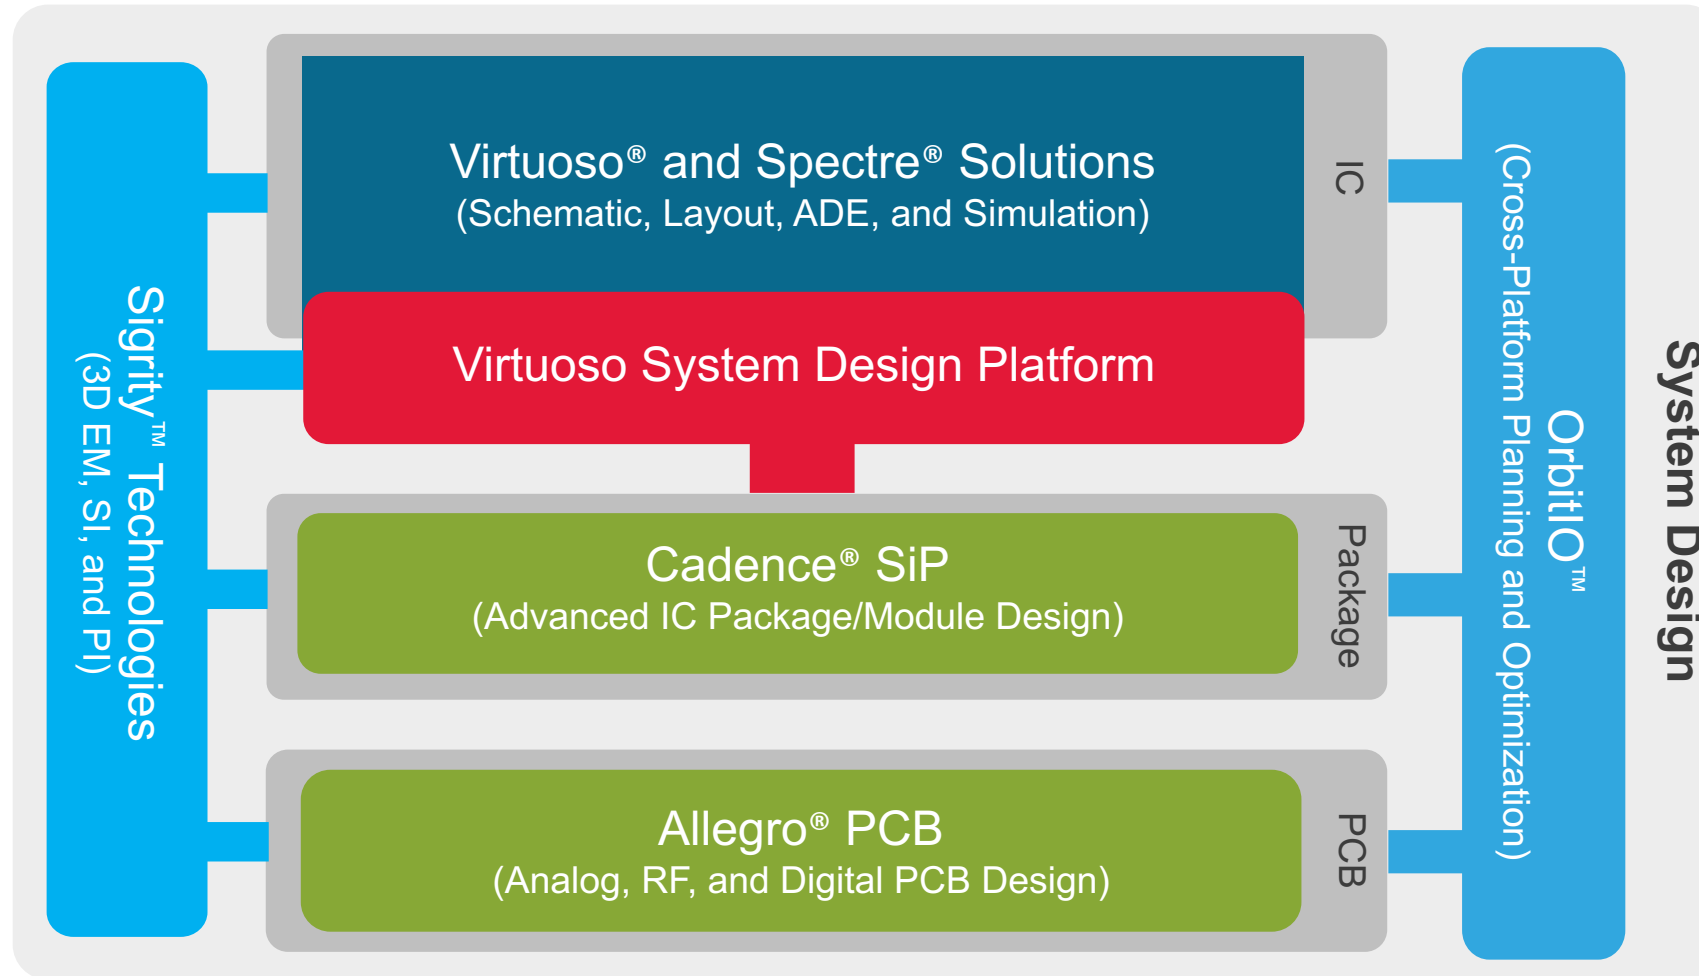 Virtuoso® and Spectre® Solutions
(Schematic, Layout, ADE, and Simulation)
IC
Virtuoso System Design Platform
Cadence® SiP
(Advanced IC Package/Module Design)
Package
Allegro® PCB
(Analog, RF, and Digital PCB Design)
PCB
Sigrity™ Technologies
(3D EM, SI, and PI)
OrbitIO™
(Cross-Platform Planning and Optimization)
System Design